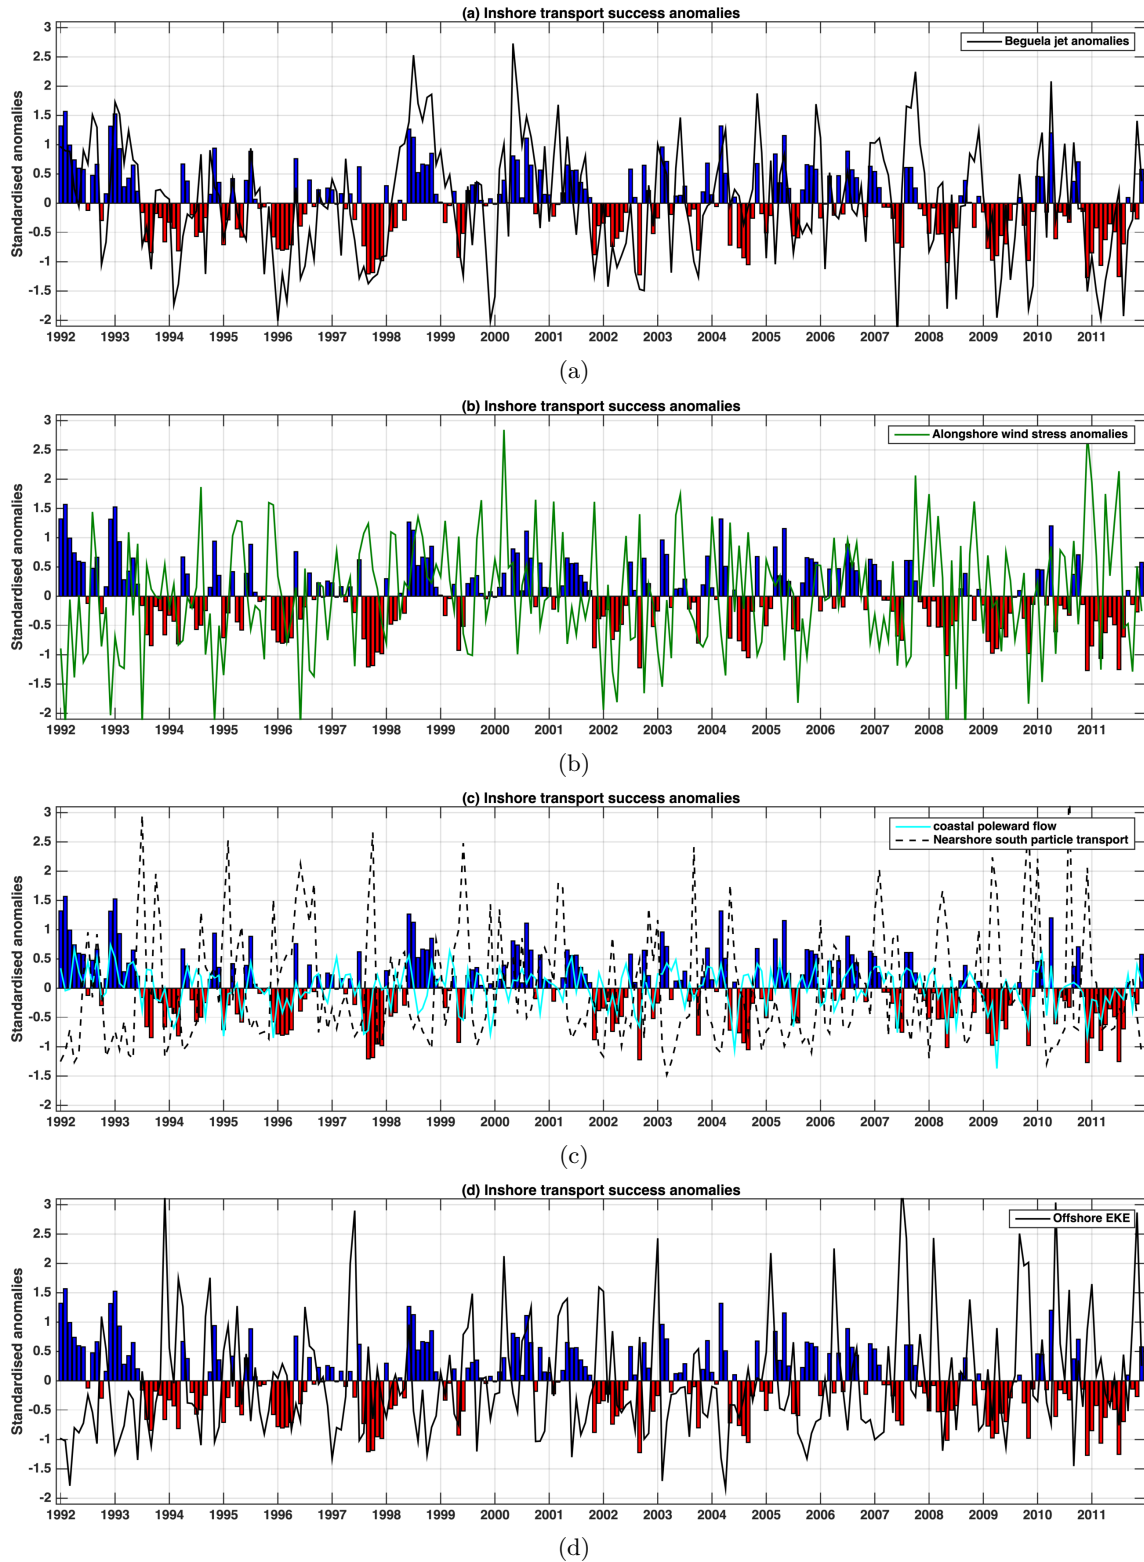 (a) Inshore transport success anomalies
Beguela jet anomalies
Standardised anomalies
3
2.5
2
1.5
1
0.5
0
-0.5
-1
-1.5
-2
1992 1993 1994 1995 1996 1997 1998 1999 2000 2001 2002 2003 2004 2005 2006 2007 2008 2009 2010 2011
(a)
(b) Inshore transport success anomalies
Alongshore wind stress anomalies
Standardised anomalies
3
2.5
2
1.5
1
0.5
0
-0.5
-1
-1.5
-2
1992 1993 1994 1995 1996 1997 1998 1999 2000 2001 2002 2003 2004 2005 2006 2007 2008 2009 2010 2011
(b)
(c) Inshore transport success anomalies
coastal poleward flow
Nearshore south particle transport
Standardised anomalies
3
2.5
2
1.5
1
0.5
0
-0.5
-1
-1.5
-2
1992 1993 1994 1995 1996 1997 1998 1999 2000 2001 2002 2003 2004 2005 2006 2007 2008 2009 2010 2011
(c)
(d) Inshore transport success anomalies
Offshore EKE
Standardised anomalies
3
2.5
2
1.5
1
0.5
0
-0.5
-1
-1.5
-2
1992 1993 1994 1995 1996 1997 1998 1999 2000 2001 2002 2003 2004 2005 2006 2007 2008 2009 2010 2011
(d)